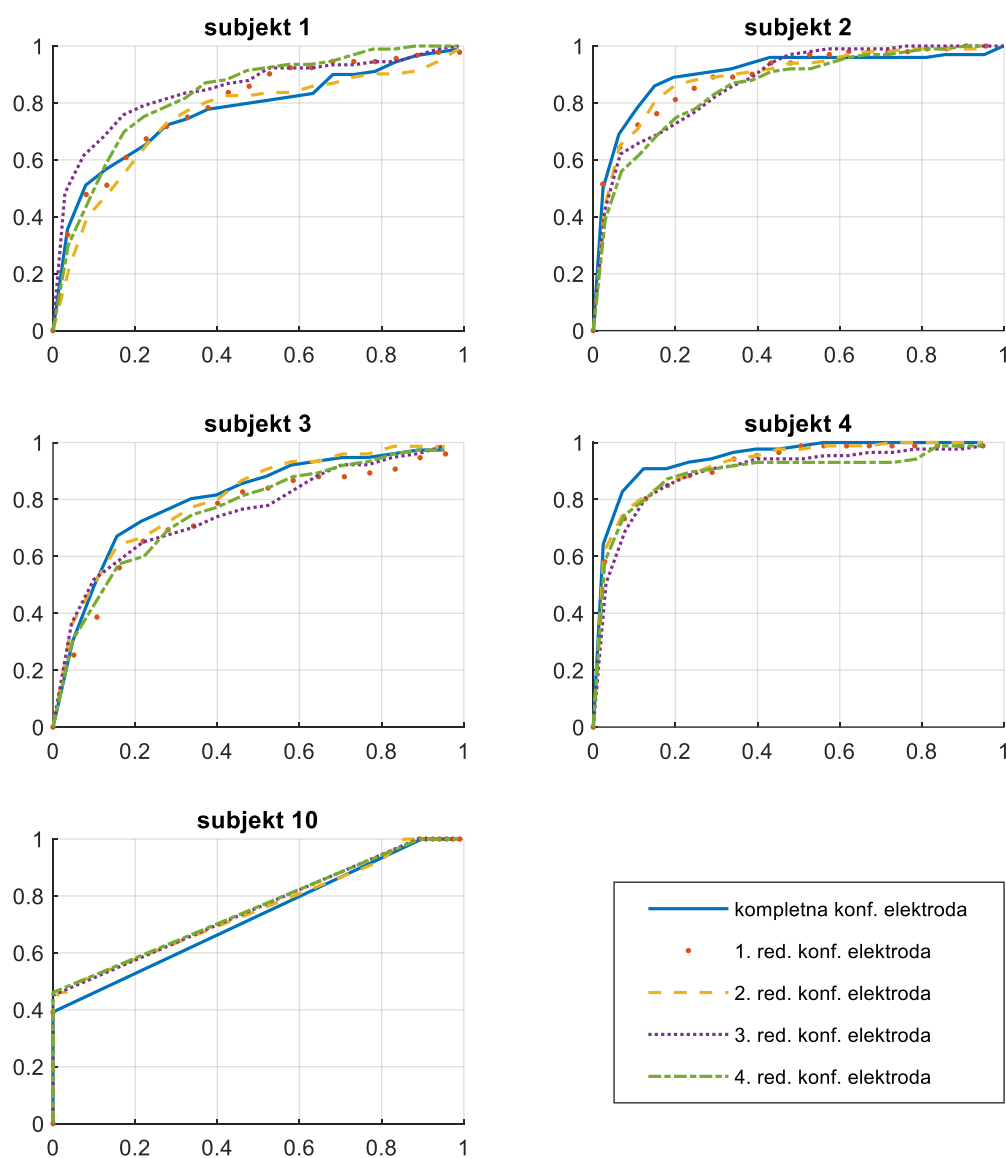 subjekt 1
1
0.8
0.6
0.4
0.2
0
0 0.2 0.4 0.6 0.8 1
subjekt 2
1
0.8
0.6
0.4
0.2
0
0 0.2 0.4 0.6 0.8 1
subjekt 3
1
0.8
0.6
0.4
0.2
0
0 0.2 0.4 0.6 0.8 1
subjekt 4
1
0.8
0.6
0.4
0.2
0
0 0.2 0.4 0.6 0.8 1
subjekt 10
1
0.8
0.6
0.4
0.2
0
0 0.2 0.4 0.6 0.8 1
kompletna konf. elektroda
1. red. konf. elektroda
2. red. konf. elektroda
3. red. konf. elektroda
4. red. konf. elektroda